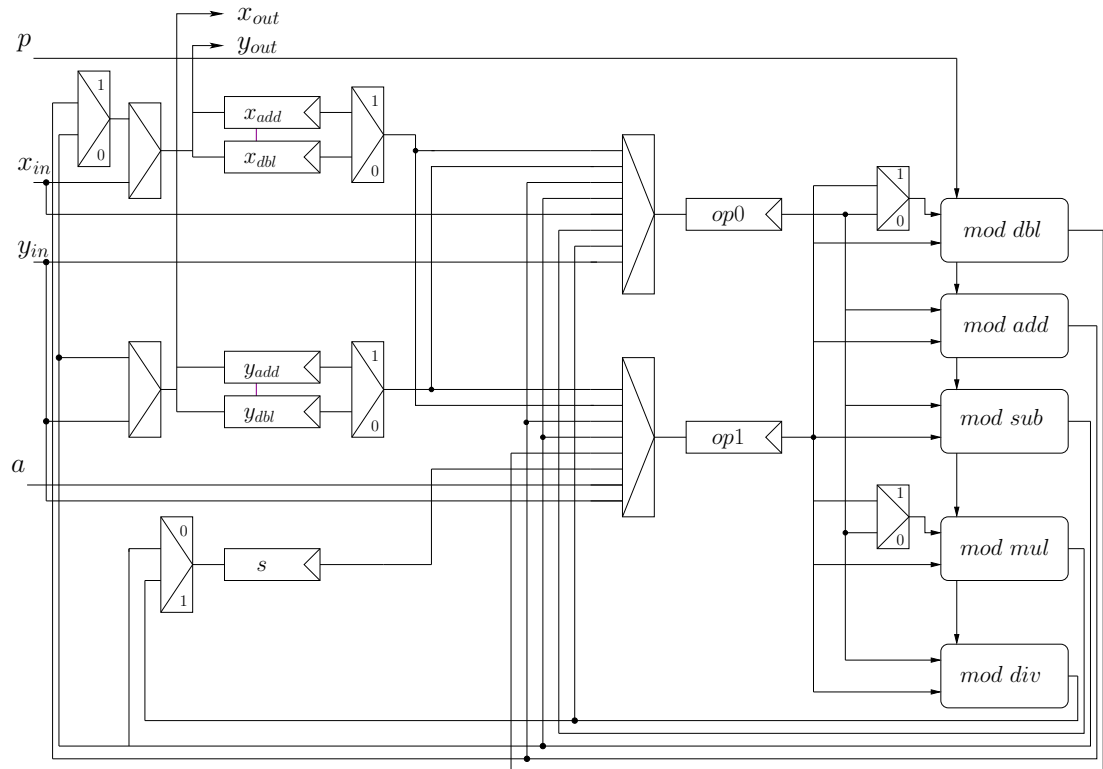 x_out
p
y_out
1
0
x_add
x_dbl
1
0
x_in
op0
1
0
mod dbl
y_in
mod add
y_add
y_dbl
1
0
op1
mod sub
a
0
1
s
1
0
mod mul
mod div